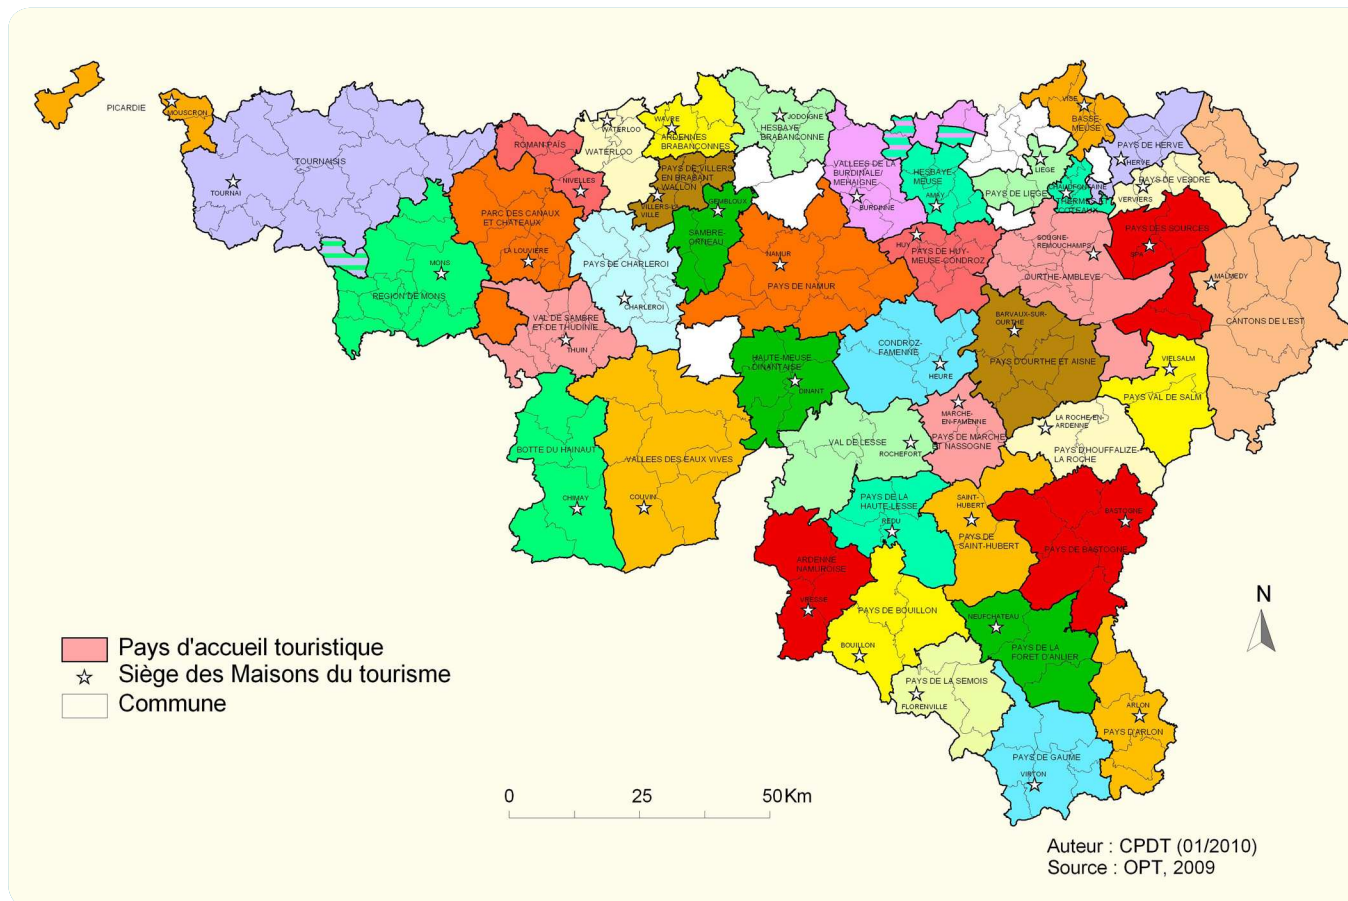 PICARDIE
MOUSCRON
TOURNAISIS
TOURNAI
ROMAN PAIS
NIVELLES
WATERLOO
WATERLOO
WAVRE
ARDENNES
BRABANCONNES
JODOIGNE
HESBAYE
BRABANCONNE
PAYS DE VILLERS
EN BRABANT
WALLON
VILLERS-LA
VILLE
GEMBLOUX
SAMBRE-
ORNEAU
VALLEES DE LA
BURDINALE/
MEHAIGNE
BURDINNE
HESBAYE-
MEUSE
AMAY
LIEGE
PAYS DE LIEGE
VISE
BASSE-
MEUSE
PAYS DE HERVE
HERVE
CHAUDFONTAINE
THERMES ET
COTEAUX
PAYS DE VESDRE
VERVIERS
PARC DES CANAUX
ET CHATEAUX
LA LOUVIERE
MONS
REGION DE MONS
PAYS DE CHARLEROI
CHARLEROI
NAMUR
PAYS DE NAMUR
HUY
PAYS DE HUY
MEUSE-CONDROZ
SOUGNE-
REMOUCHAMPS
OURTHE-AMBLEVE
PAYS DES SOURCES
SPA
MALMEDY
CANTONS DE L'EST
VAL DE SAMBRE
ET DE THUDINIE
THUIN
HAUTE-MEUSE
DINANTAISE
DINANT
CONDROZ-
FAMENNE
HEURE
BARVAUX-SUR-
OURTHE
PAYS D'OURTHE ET AISNE
VIELSALM
PAYS VAL DE SALM
MARCHE-
EN-FAMENNE
PAYS DE MARCHE
ET NASSOGNE
LA ROCHE-EN-
ARDENNE
PAYS D'HOUFFALIZE-
LA ROCHE
BOTTE DU HAINAUT
CHIMAY
VALLEES DES EAUX VIVES
COUVIN
VAL DE LESSE
ROCHEFORT
PAYS DE LA
HAUTE-LESSE
REDU
SAINT-
HUBERT
PAYS DE
SAINT-HUBERT
BASTOGNE
PAYS DE BASTOGNE
ARDENNE
NAMUROISE
VRESSE
PAYS DE BOUILLON
BOUILLON
NEUFCHATEAU
PAYS DE LA
FORET D'ANLIER
PAYS DE LA SEMOIS
FLORENVILLE
ARLON
PAYS D'ARLON
PAYS DE GAUME
VIRTON
N
Pays d'accueil touristique
Siège des Maisons du tourisme
Commune
0 25 50 Km
Auteur : CPDT (01/2010)
Source : OPT, 2009